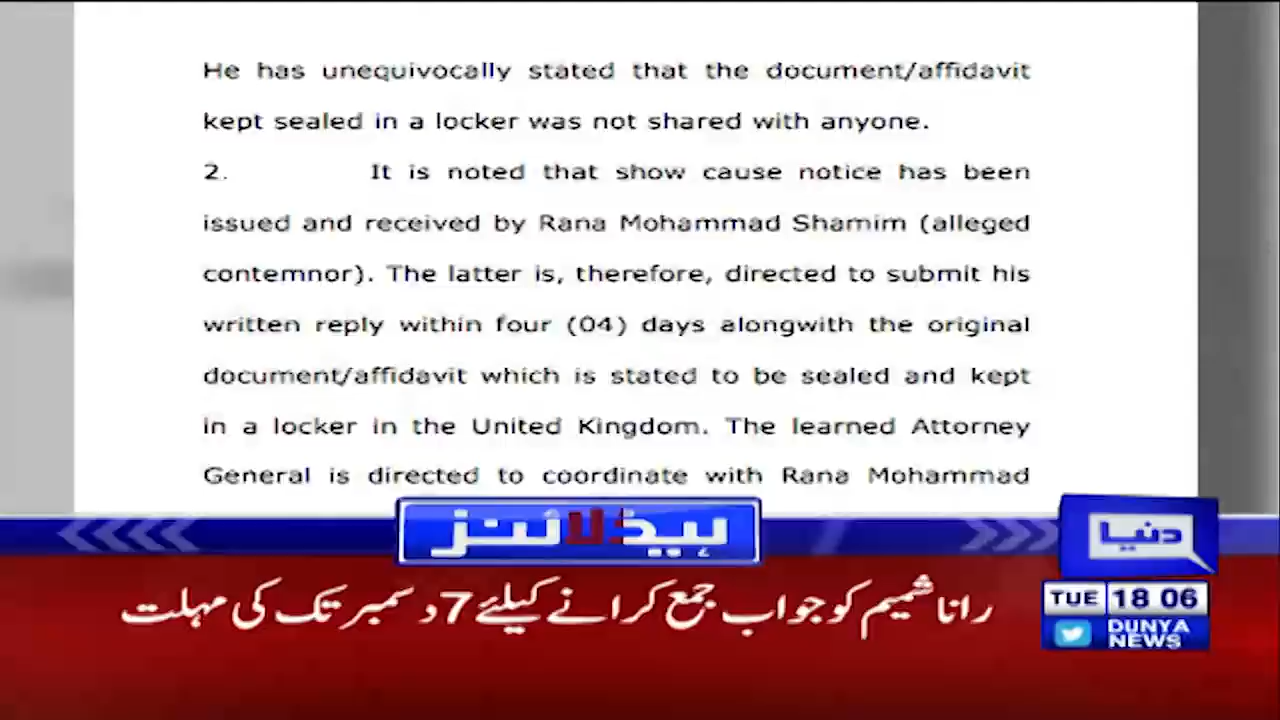 He has unequivocally stated that the document/affidavit
kept sealed in a locker was not shared with anyone.
2. It is noted that show cause notice has been
issued and received by Rana Mohammad Shamim (alleged
contemnor). The latter is, therefore, directed to submit his
written reply within four (04) days alongwith the original
document/affidavit which is stated to be sealed and kept
in a locker in the United Kingdom. The learned Attorney
General is directed to coordinate with Rana Mohammad
ہیڈلائنز
دنیا
رانا شمیم کو جواب جمع کرانے کیلئے 7 دسمبر تک کی مہلت
TUE 18 06
DUNYA
NEWS